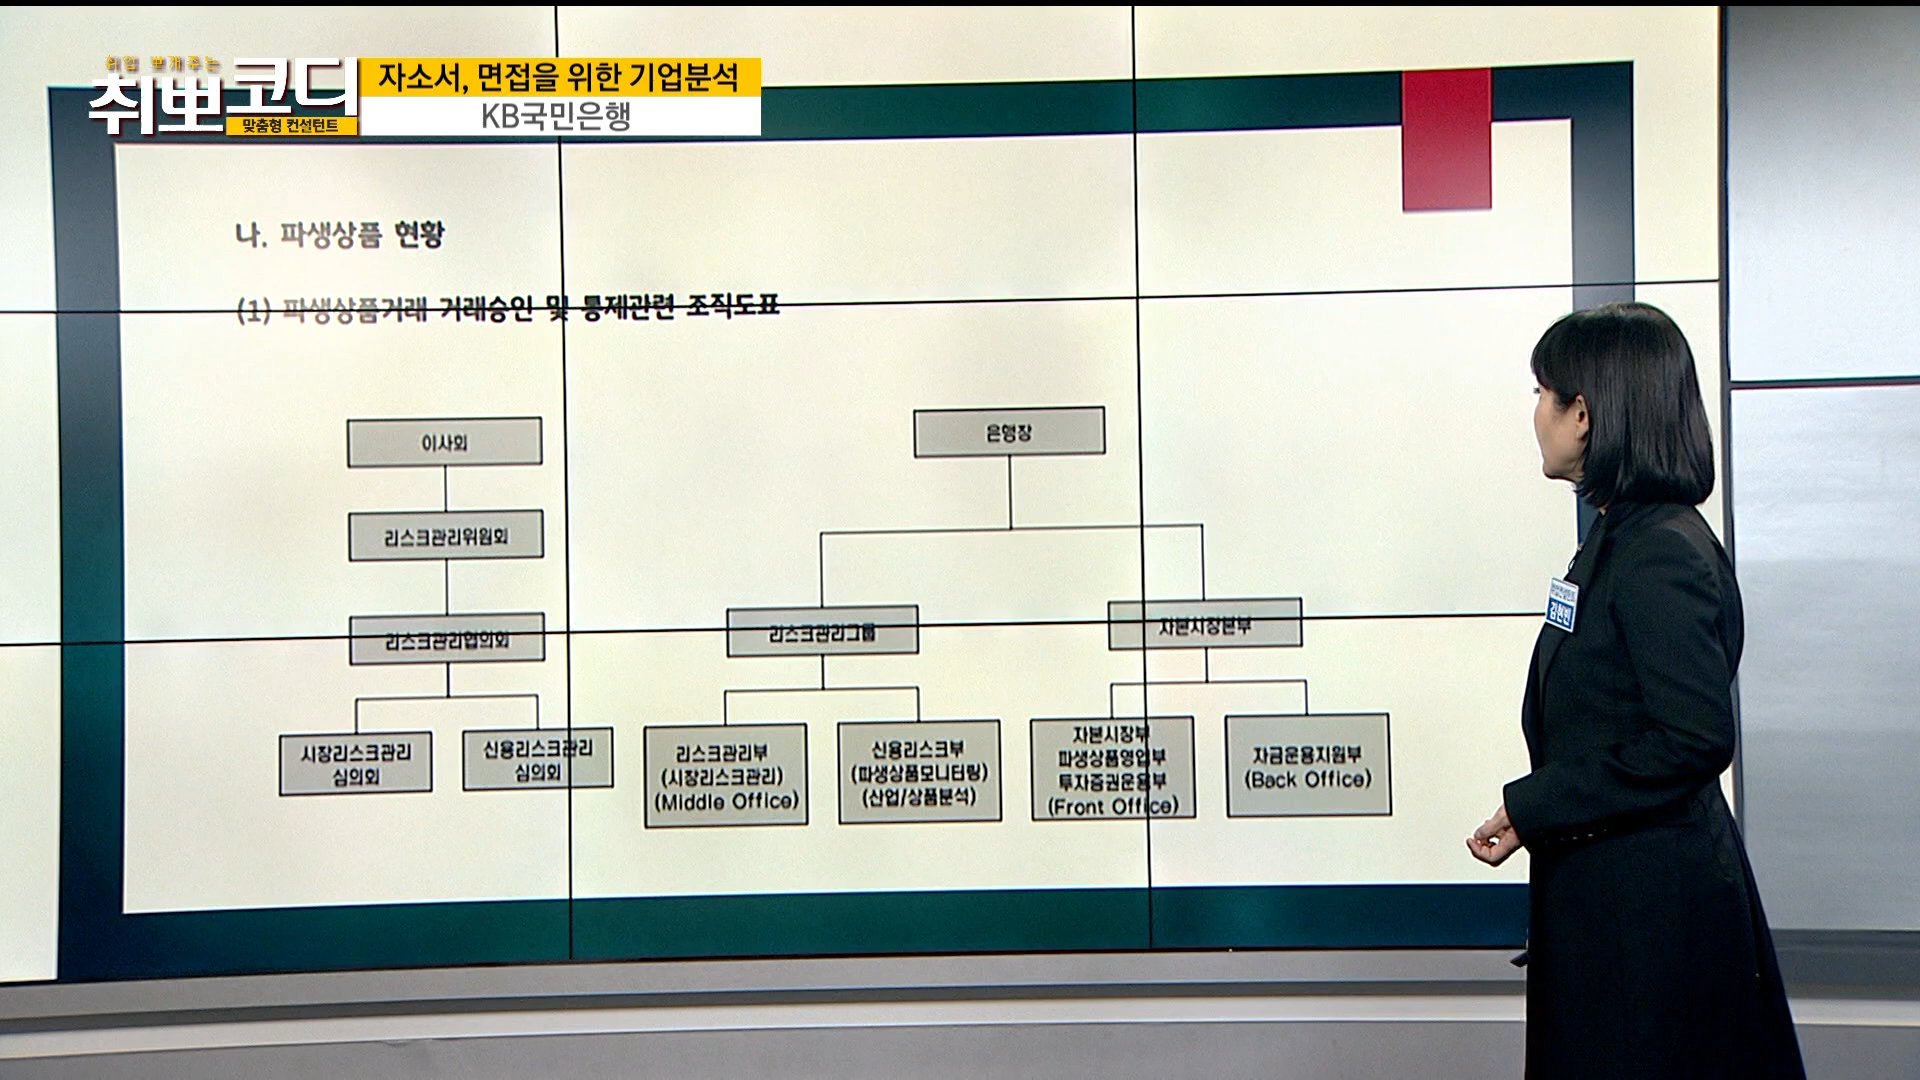 취업 뽀개주는
취뽀코디
맞춤형 컨설턴트
자소서, 면접을 위한 기업분석
KB국민은행
나. 파생상품 현황
(1) 파생상품거래 거래승인 및 통제관련 조직도표
이사회
은행장
리스크관리위원회
리스크관리협의회
리스크관리그룹
자본시장본부
시장리스크관리
심의회
신용리스크관리
심의회
리스크관리부
(시장리스크관리)
(Middle Office)
신용리스크부
(파생상품모니터링)
(산업/상품분석)
자본시장부
파생상품영업부
투자증권운용부
(Front Office)
자금운용지원부
(Back Office)
김현빈